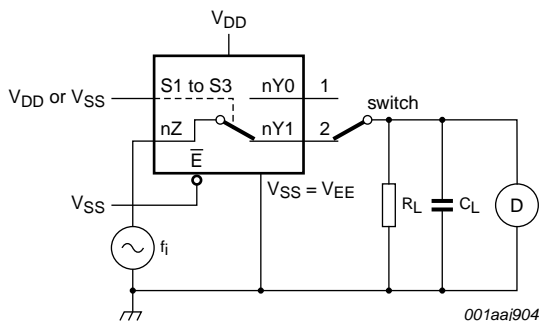 VDD
S1 to S3
nY0
1
VDD or VSS
switch
nZ
nY1
2
E
VSS = VEE
VSS
RL
CL
D
fi
001aaj904